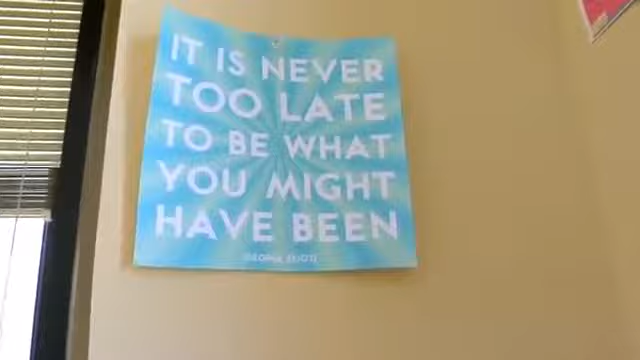 IT IS NEVER
TOO LATE
TO BE WHAT
YOU MIGHT
HAVE BEEN
GEORGE ELIOT